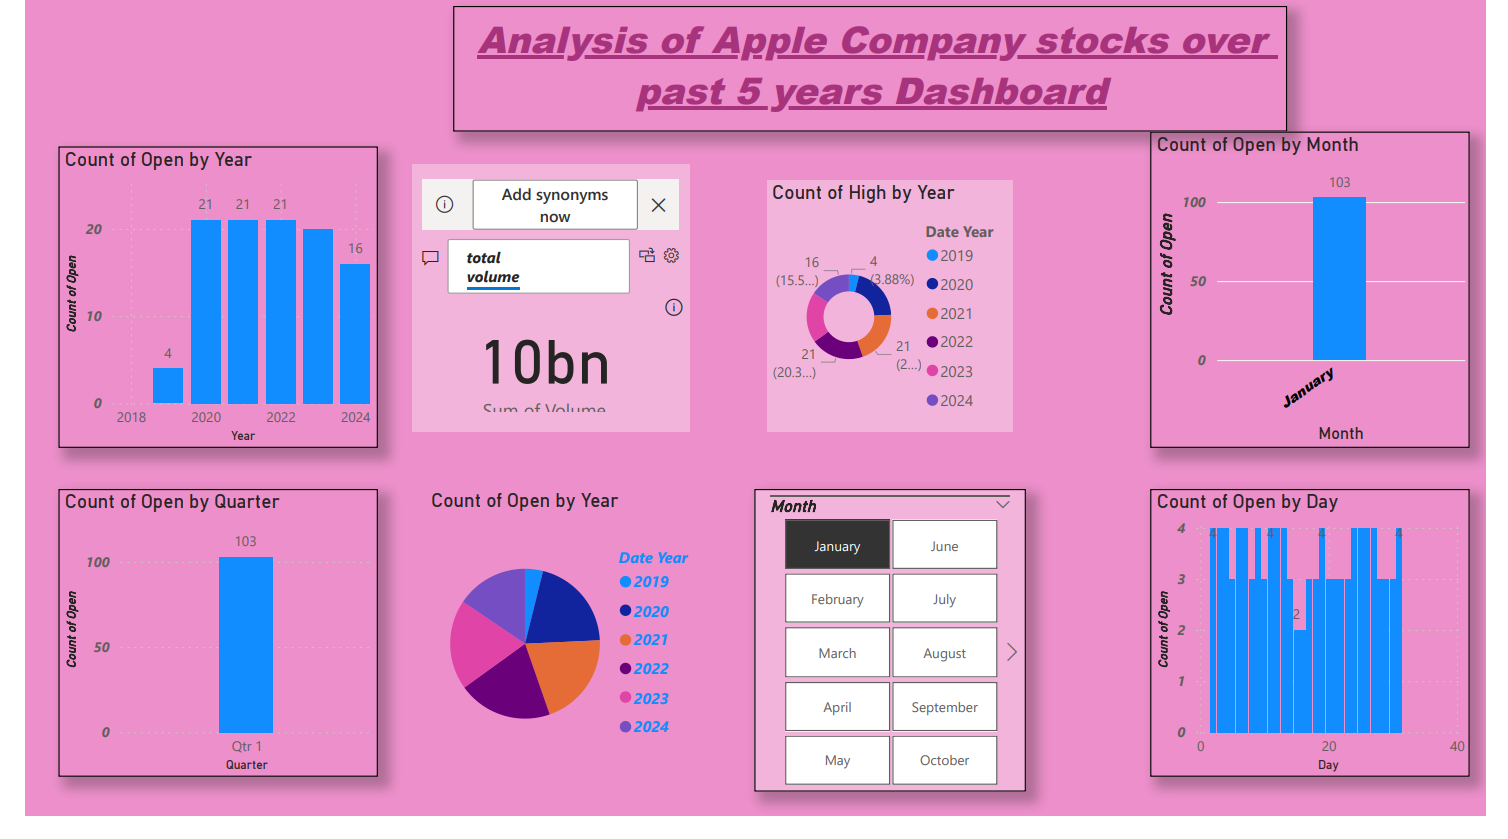 Analysis of Apple Company stocks over
past 5 years Dashboard
Count of Open by Year
Count of Open
20
10
0
4
21
21
21
16
2018
2020
2022
2024
Year
Add synonyms
now
total
volume
10bn
Sum of Volume
Count of High by Year
16
(15.5...)
4
(3.88%)
21
(20.3...)
21
(2...)
Date Year
2019
2020
2021
2022
2023
2024
Count of Open by Month
Count of Open
100
50
0
103
January
Month
Count of Open by Quarter
Count of Open
100
50
0
103
Qtr 1
Quarter
Count of Open by Year
Date Year
2019
2020
2021
2022
2023
2024
Month
January
June
February
July
March
August
April
September
May
October
Count of Open by Day
Count of Open
4
3
2
1
0
4
4
4
4
2
0
20
40
Day